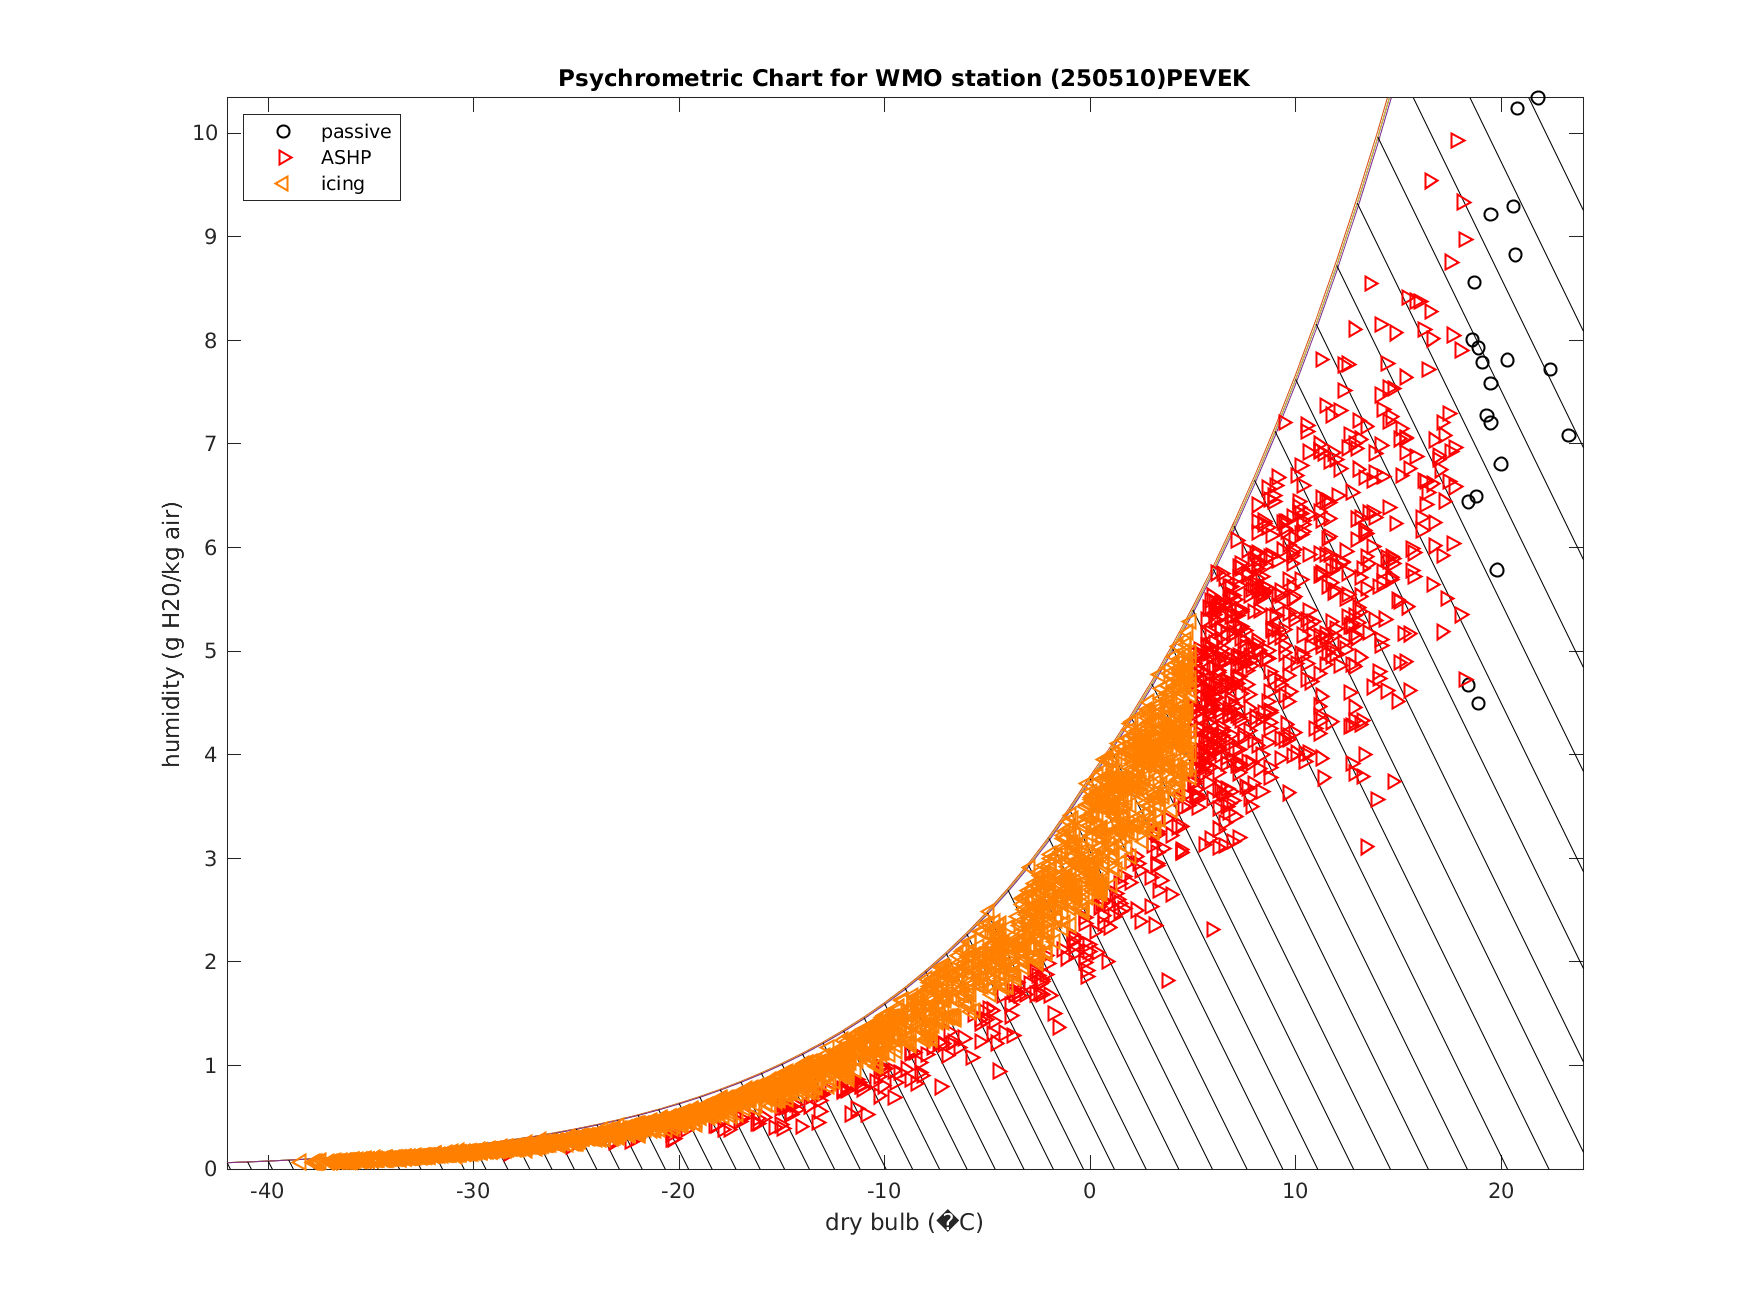 Psychrometric Chart for WMO station (250510)PEVEK
passive
ASHP
icing
humidity (g H20/kg air)
10
9
8
7
6
5
4
3
2
1
0
-40 -30 -20 -10 0 10 20
dry bulb (�C)